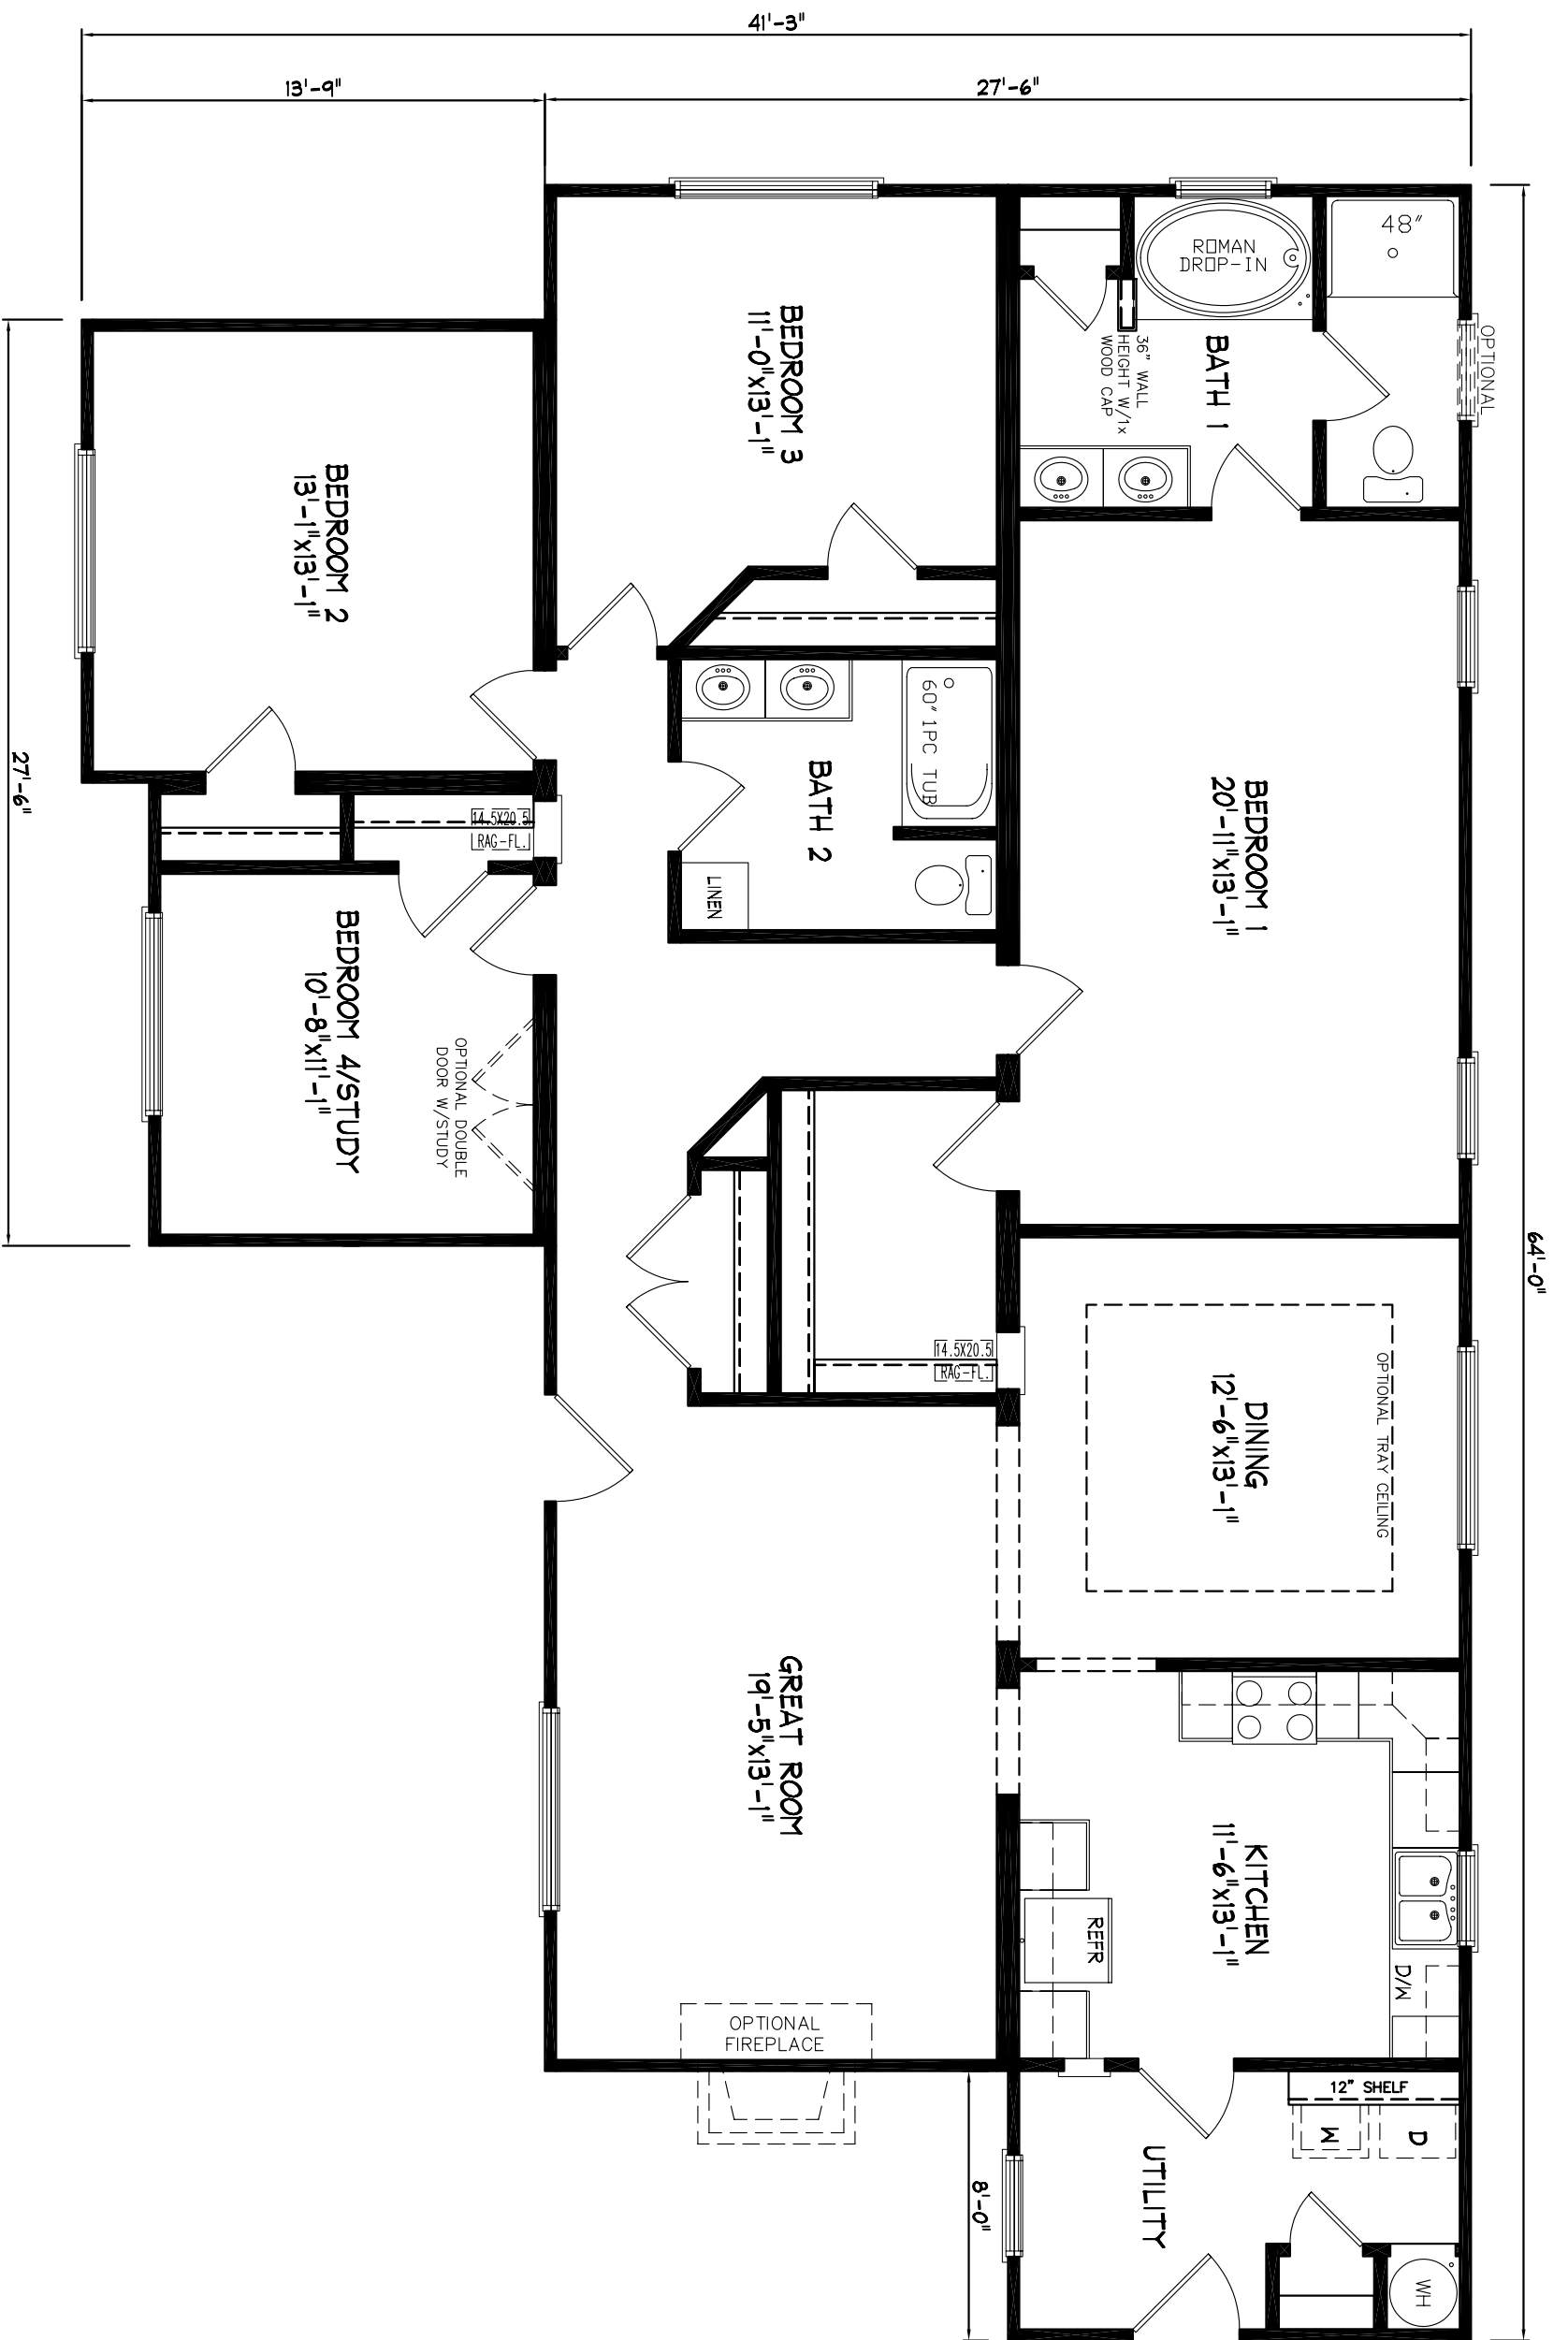 41'-3"
13'-9"
27'-6"
48"
ROMAN
DROP-IN
OPTIONAL
BATH 1
36" WALL
HEIGHT W/1x
WOOD CAP
BEDROOM 3
11'-0"x13'-1"
BEDROOM 2
13'-1"x13'-1"
27'-6"
60" 1PC TUB
BATH 2
LINEN
BEDROOM 1
20'-11"x13'-1"
14.5X20.5
RAG-FL.
BEDROOM 4/STUDY
10'-8"x11'-1"
OPTIONAL DOUBLE
DOOR W/STUDY
64'-0"
14.5X20.5
RAG-FL.
DINING
12'-6"x13'-1"
OPTIONAL TRAY CEILING
GREAT ROOM
19'-5"x13'-1"
KITCHEN
11'-6"x13'-1"
REFR
D/W
OPTIONAL
FIREPLACE
12" SHELF
W
D
UTILITY
8'-0"
WH